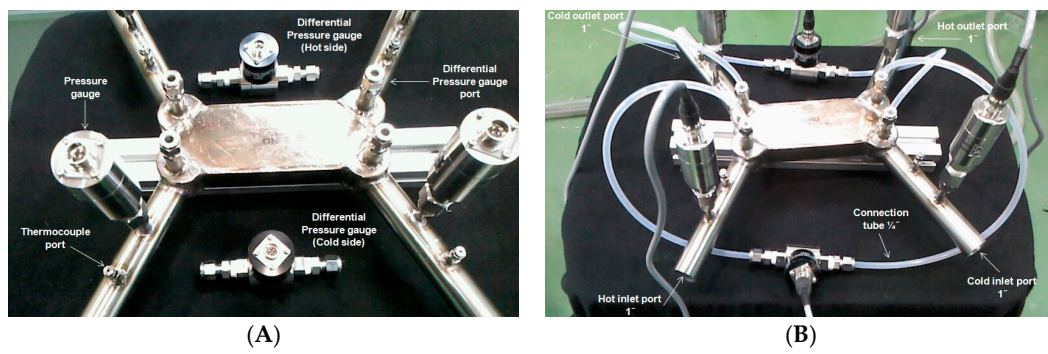 Differential
Pressure gauge
(Hot side)
Pressure
gauge
Differential
Pressure gauge
port
Thermocouple
port
Differential
Pressure gauge
(Cold side)
(A)
Cold outlet port
1˝
Hot outlet port
1˝
Connection
tube ¼˝
Hot inlet port
1˝
Cold inlet port
1˝
(B)